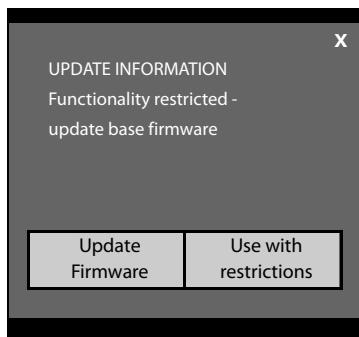 X
UPDATE INFORMATION
Functionality restricted -
update base firmware
Update
Firmware
Use with
restrictions